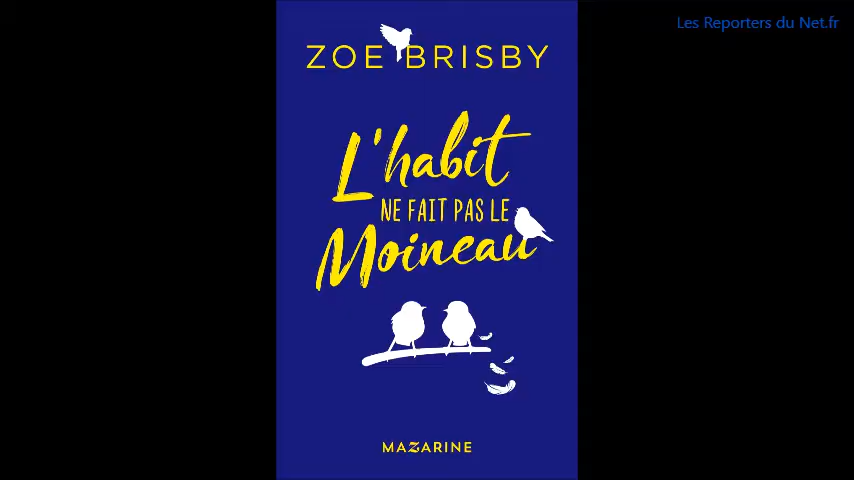 Les Reporters du Net.fr
ZOE BRISBY
L'habit
NE FAIT PAS LE
Moineau
MAZARINE